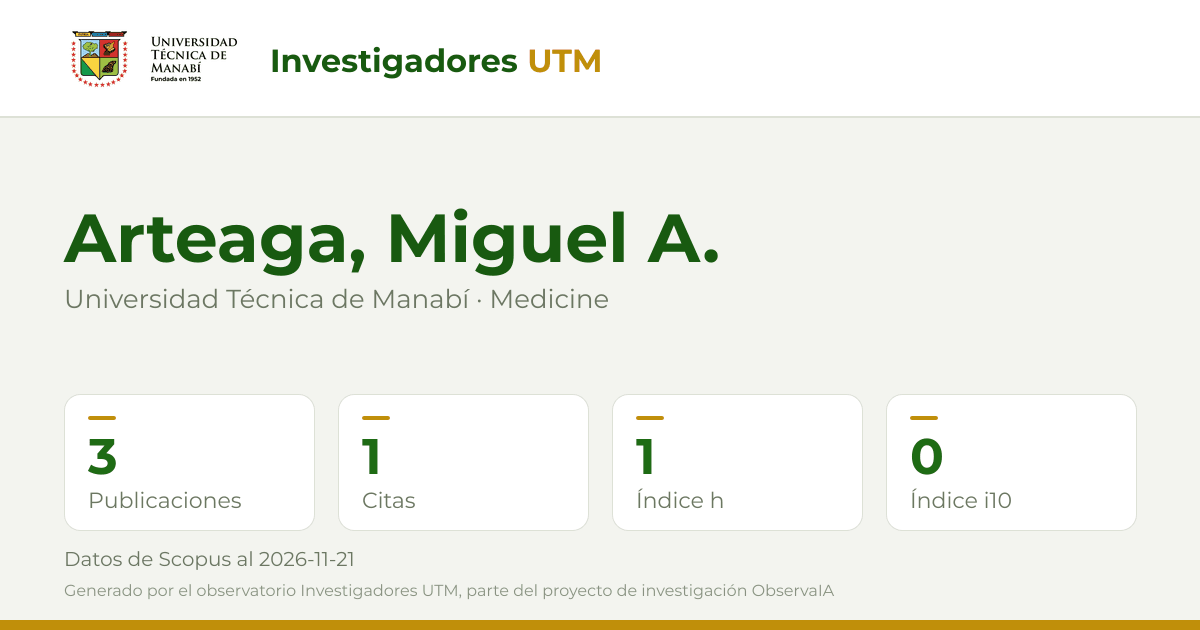 UNIVERSIDAD
TÉCNICA DE
MANABÍ
Fundada en 1952
Investigadores UTM
Arteaga, Miguel A.
Universidad Técnica de Manabí · Medicine
3
Publicaciones
1
Citas
1
Índice h
0
Índice i10
Datos de Scopus al 2026-11-21
Generado por el observatorio Investigadores UTM, parte del proyecto de investigación ObservaIA